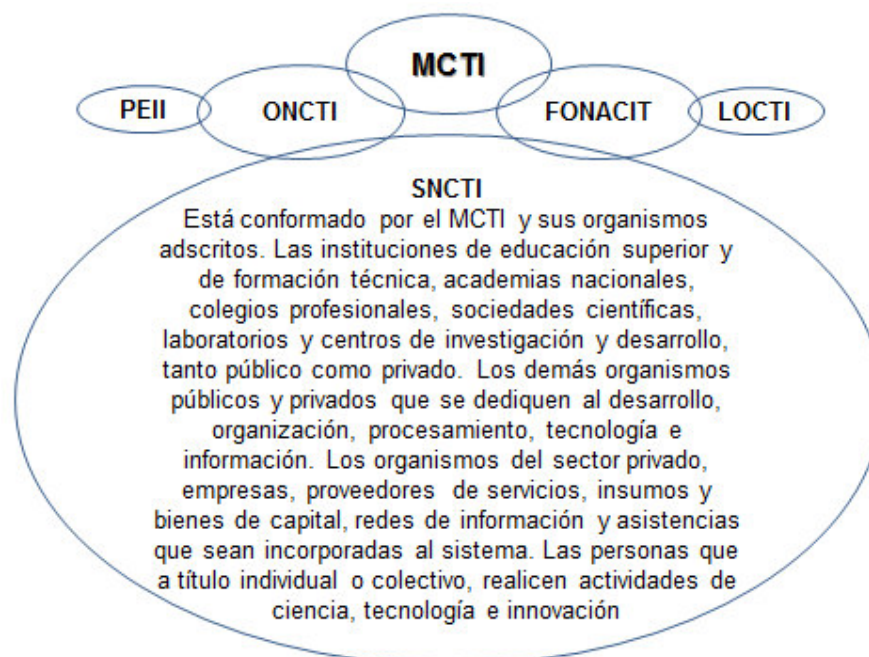 MCTI
PEII
ONCTI
FONACIT
LOCTI
SNCTI
Está conformado por el MCTI y sus organismos
adscritos. Las instituciones de educación superior y
de formación técnica, academias nacionales,
colegios profesionales, sociedades científicas,
laboratorios y centros de investigación y desarrollo,
tanto público como privado. Los demás organismos
públicos y privados que se dediquen al desarrollo,
organización, procesamiento, tecnología e
información. Los organismos del sector privado,
empresas, proveedores de servicios, insumos y
bienes de capital, redes de información y asistencias
que sean incorporadas al sistema. Las personas que
a título individual o colectivo, realicen actividades de
ciencia, tecnología e innovación